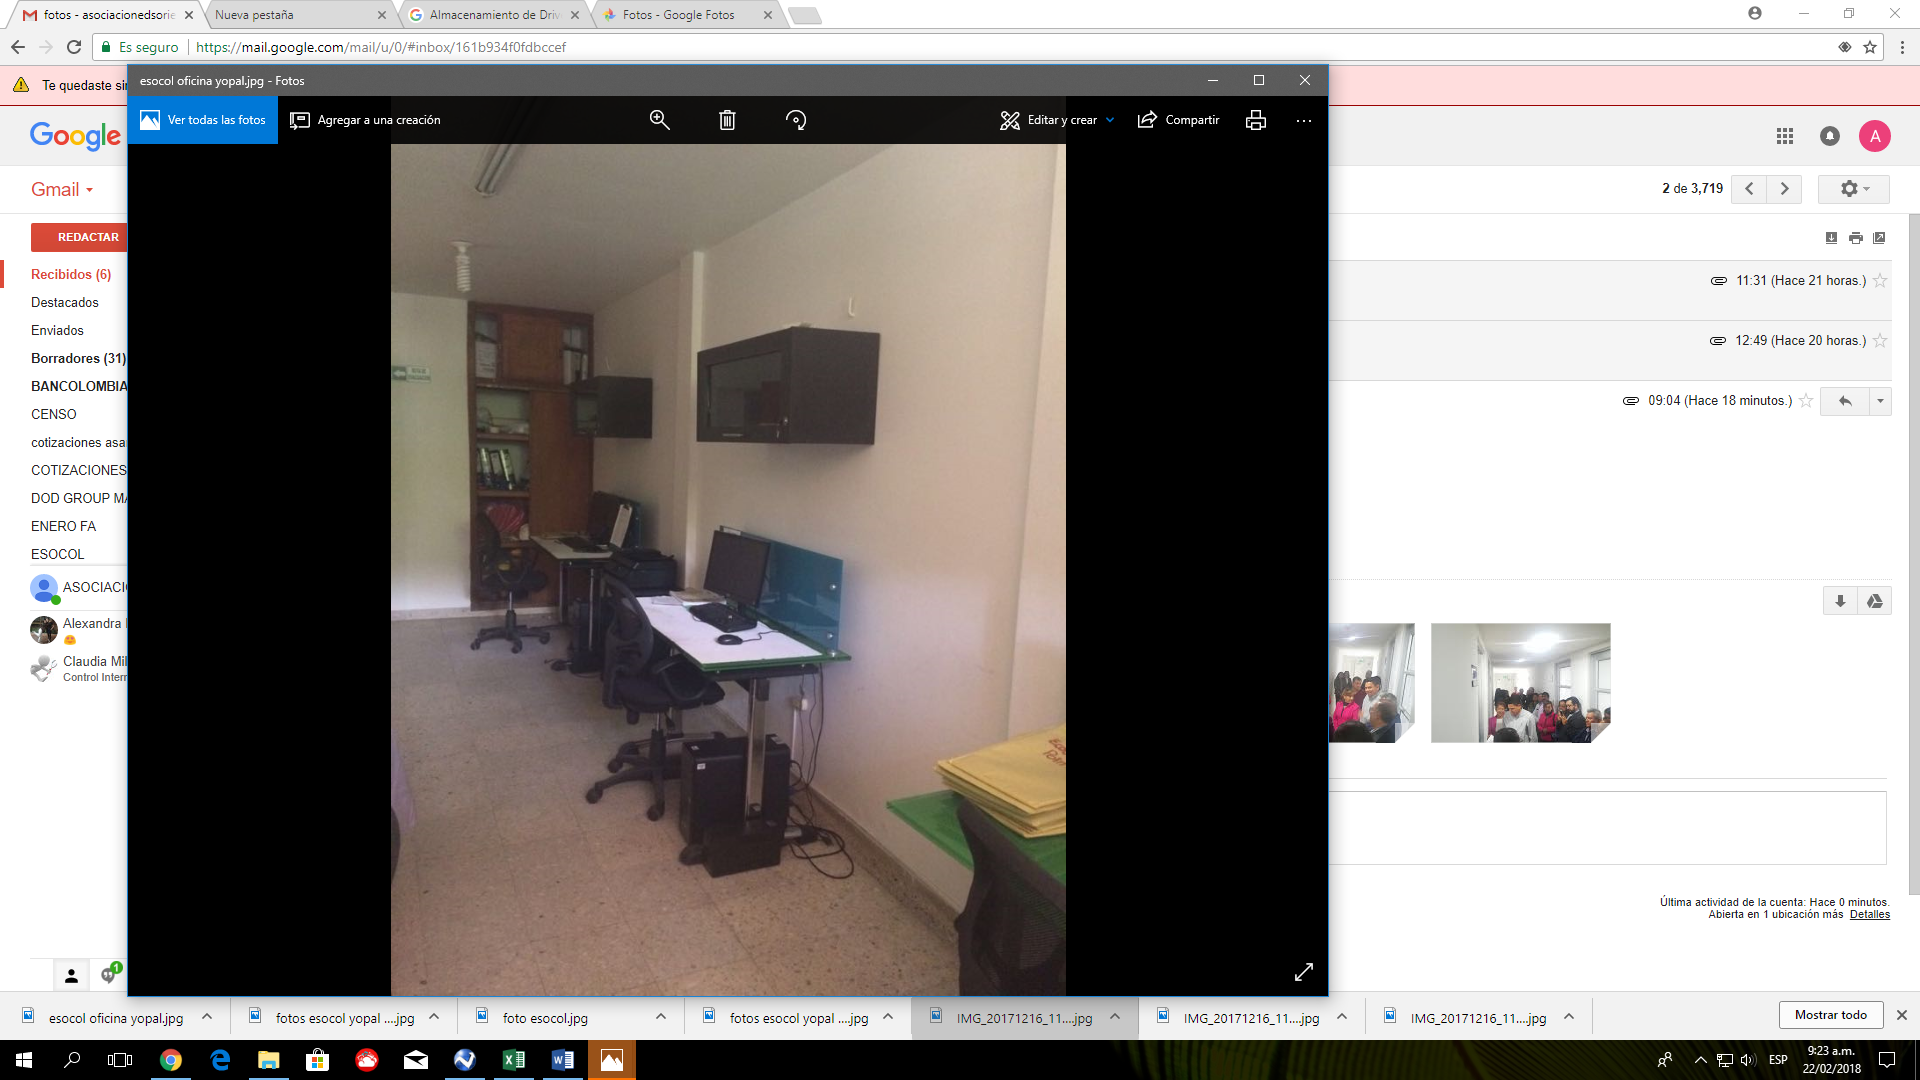 fotos - asociacionedsorie
Nueva pestaña
Almacenamiento de Driv
Fotos - Google Fotos
Es seguro
https://mail.google.com/mail/u/0/#inbox/161b934f0fdbccef
Te quedaste sin
esocol oficina yopal.jpg - Fotos
Ver todas las fotos
Agregar a una creación
Editar y crear
Compartir
Google
A
Gmail
2 de 3,719
REDACTAR
Recibidos (6)
Destacados
Enviados
Borradores (31)
BANCOLOMBIA
CENSO
cotizaciones asa
COTIZACIONES
DOD GROUP MA
ENERO FA
ESOCOL
ASOCIACI
Alexandra
Claudia Mil
Control Intern
11:31 (Hace 21 horas.)
12:49 (Hace 20 horas.)
09:04 (Hace 18 minutos.)
Última actividad de la cuenta: Hace 0 minutos.
Abierta en 1 ubicación más Detalles
1
esocol oficina yopal.jpg
fotos esocol yopal ....jpg
foto esocol.jpg
fotos esocol yopal ....jpg
IMG_20171216_11....jpg
IMG_20171216_11....jpg
IMG_20171216_11....jpg
Mostrar todo
ESP
9:23 a.m.
22/02/2018